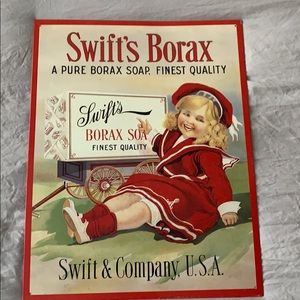 Swift's Borax
A PURE BORAX SOAP. FINEST QUALITY
Swift's
BORAX SOA
FINEST QUALITY
Swift & Company, U.S.A.